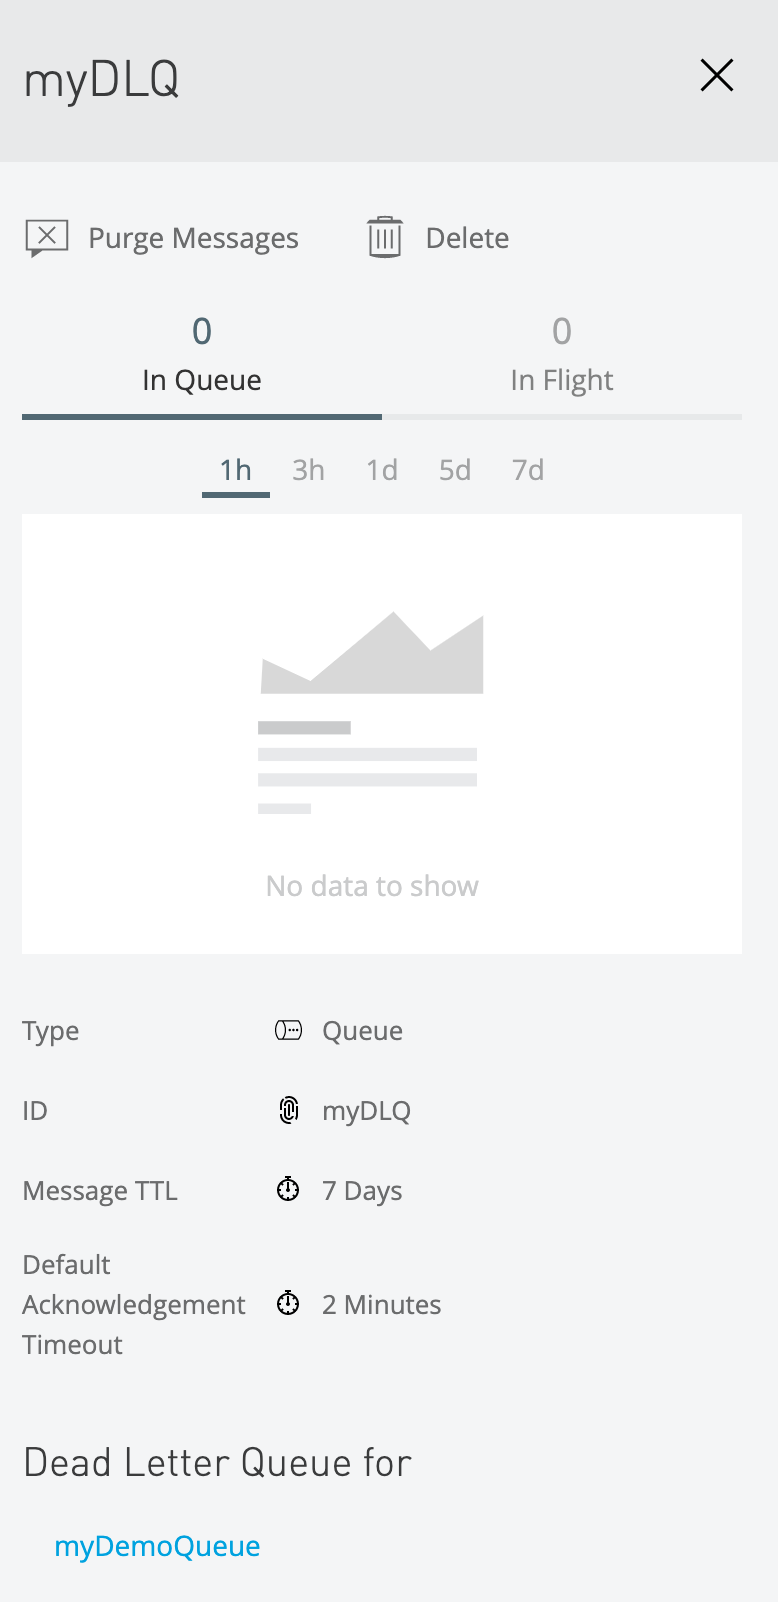 myDLQ
Purge Messages Delete
0 0
In Queue In Flight
1h 3h 1d 5d 7d
No data to show
Type Queue
ID myDLQ
Message TTL 7 Days
Default
Acknowledgement 2 Minutes
Timeout
Dead Letter Queue for
myDemoQueue